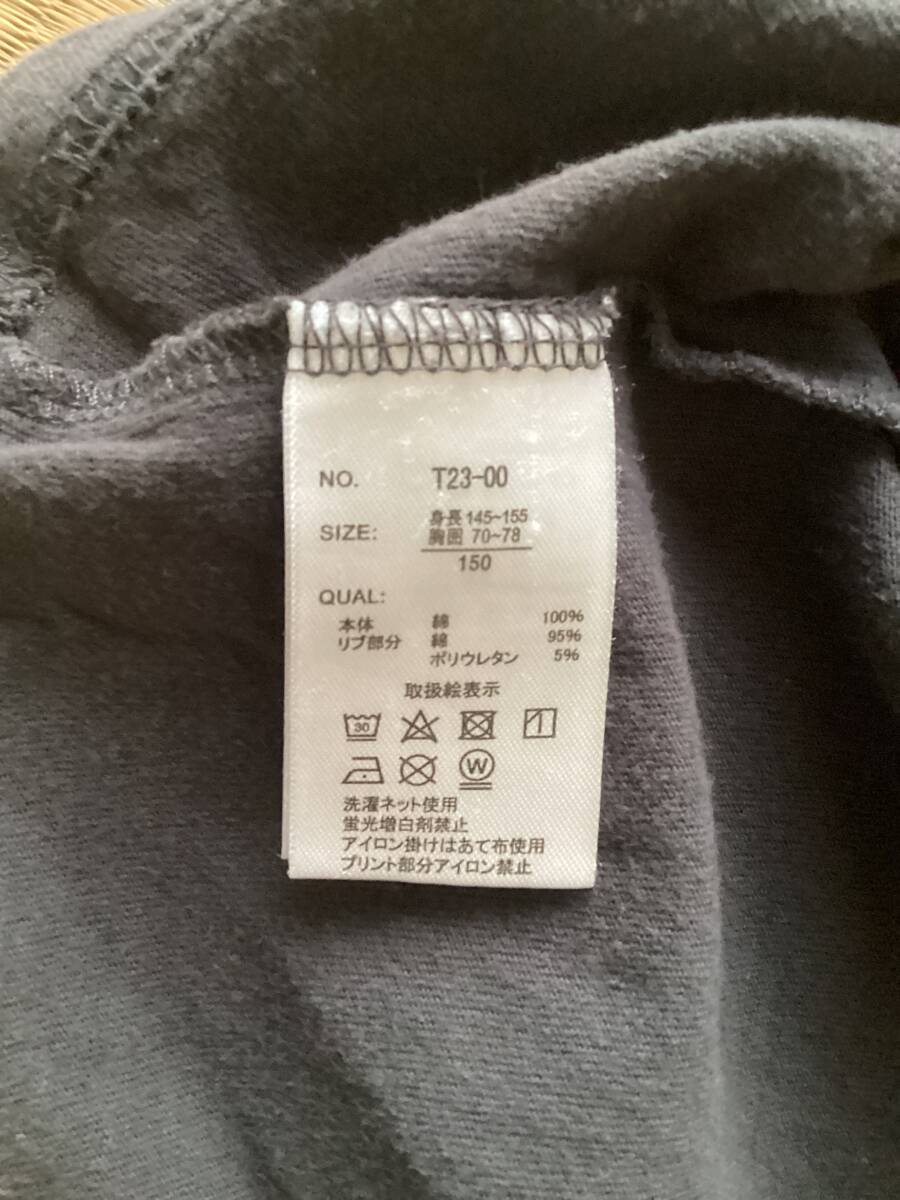 NO. T23-00
SIZE: 身長 145~155
胸囲 70~78
150
QUAL:
本体 綿 100%
リブ部分 綿 95%
ポリウレタン 5%
取扱絵表示
30
W
洗濯ネット使用
蛍光増白剤禁止
アイロン掛けはあて布使用
プリント部分アイロン禁止